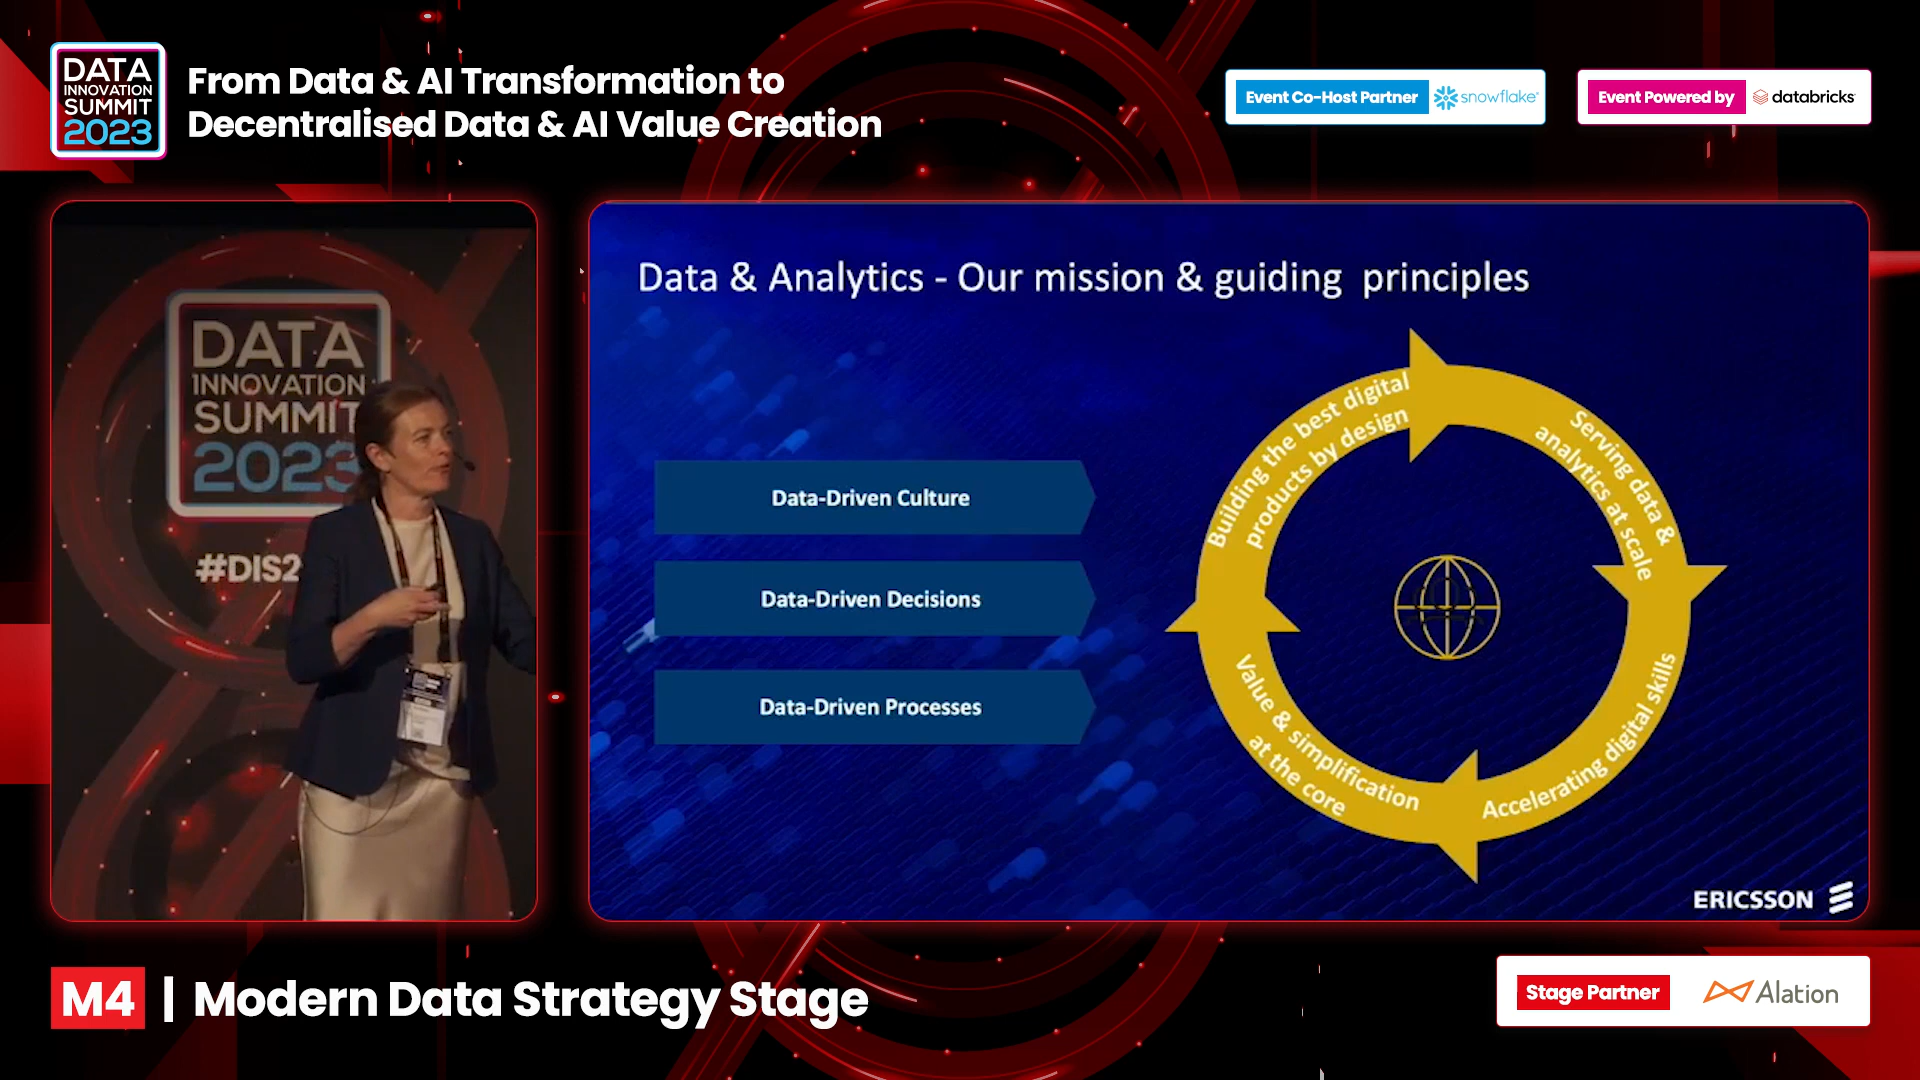 DATA
INNOVATION
SUMMIT
2023
From Data & AI Transformation to
Decentralised Data & AI Value Creation
Event Co-Host Partner
snowflake
Event Powered by
databricks
DATA
INNOVATION
SUMMIT
2023
#DIS2
Data & Analytics - Our mission & guiding principles
Data-Driven Culture
Data-Driven Decisions
Data-Driven Processes
Building the best digital
products by design
Serving data &
analytics at scale
Accelerating digital skills
Value & simplification
at the core
ERICSSON
M4 | Modern Data Strategy Stage
Stage Partner
Alation